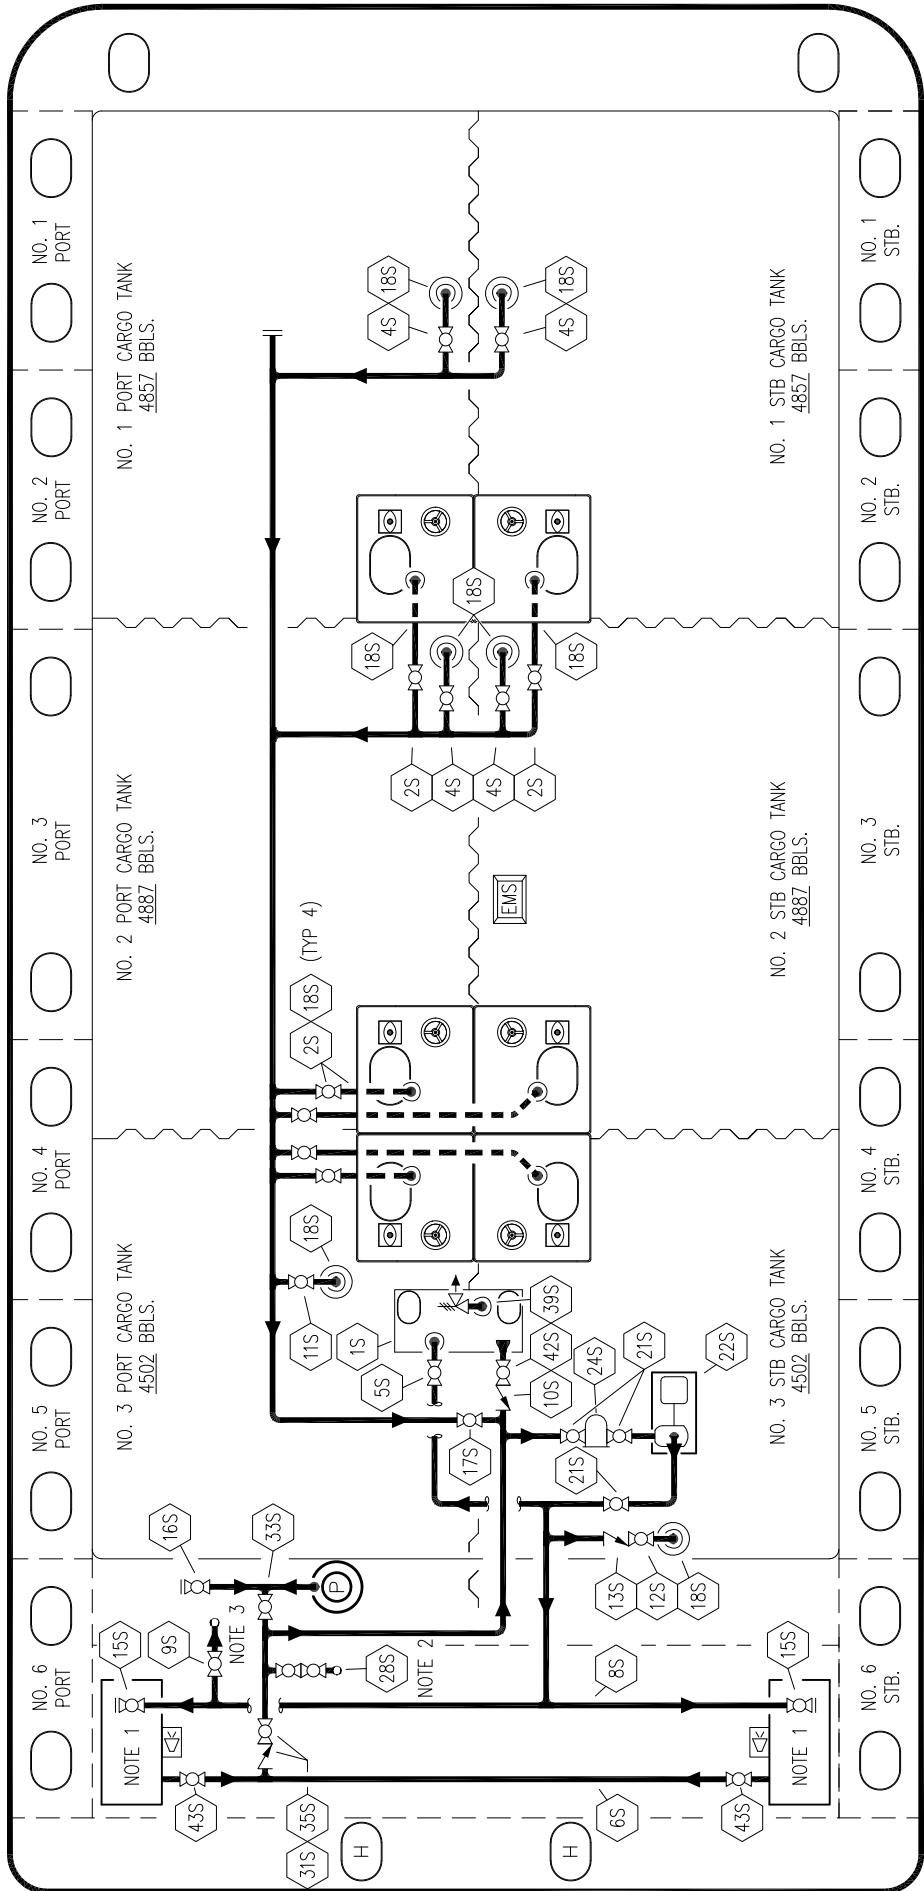 NO. 1
PORT
NO. 2
PORT
NO. 3
PORT
NO. 4
PORT
NO. 5
PORT
NO. 6
PORT
NO. 1 PORT CARGO TANK
4857 BBLS.
NO. 2 PORT CARGO TANK
4887 BBLS.
NO. 3 PORT CARGO TANK
4502 BBLS.
18S
4S
18S
4S
18S
18S
18S
2S
4S
4S
2S
EMS
(TYP 4)
18S
2S
18S
11S
1S
5S
39S
42S
10S
24S
21S
22S
17S
21S
16S
33S
P
NOTE 3
13S
12S
18S
15S
9S
28S
NOTE 2
8S
15S
NOTE 1
NOTE 1
43S
35S
31S
6S
43S
H
H
NO. 1 STB CARGO TANK
4857 BBLS.
NO. 2 STB CARGO TANK
4887 BBLS.
NO. 3 STB CARGO TANK
4502 BBLS.
NO. 1
STB.
NO. 2
STB.
NO. 3
STB.
NO. 4
STB.
NO. 5
STB.
NO. 6
STB.